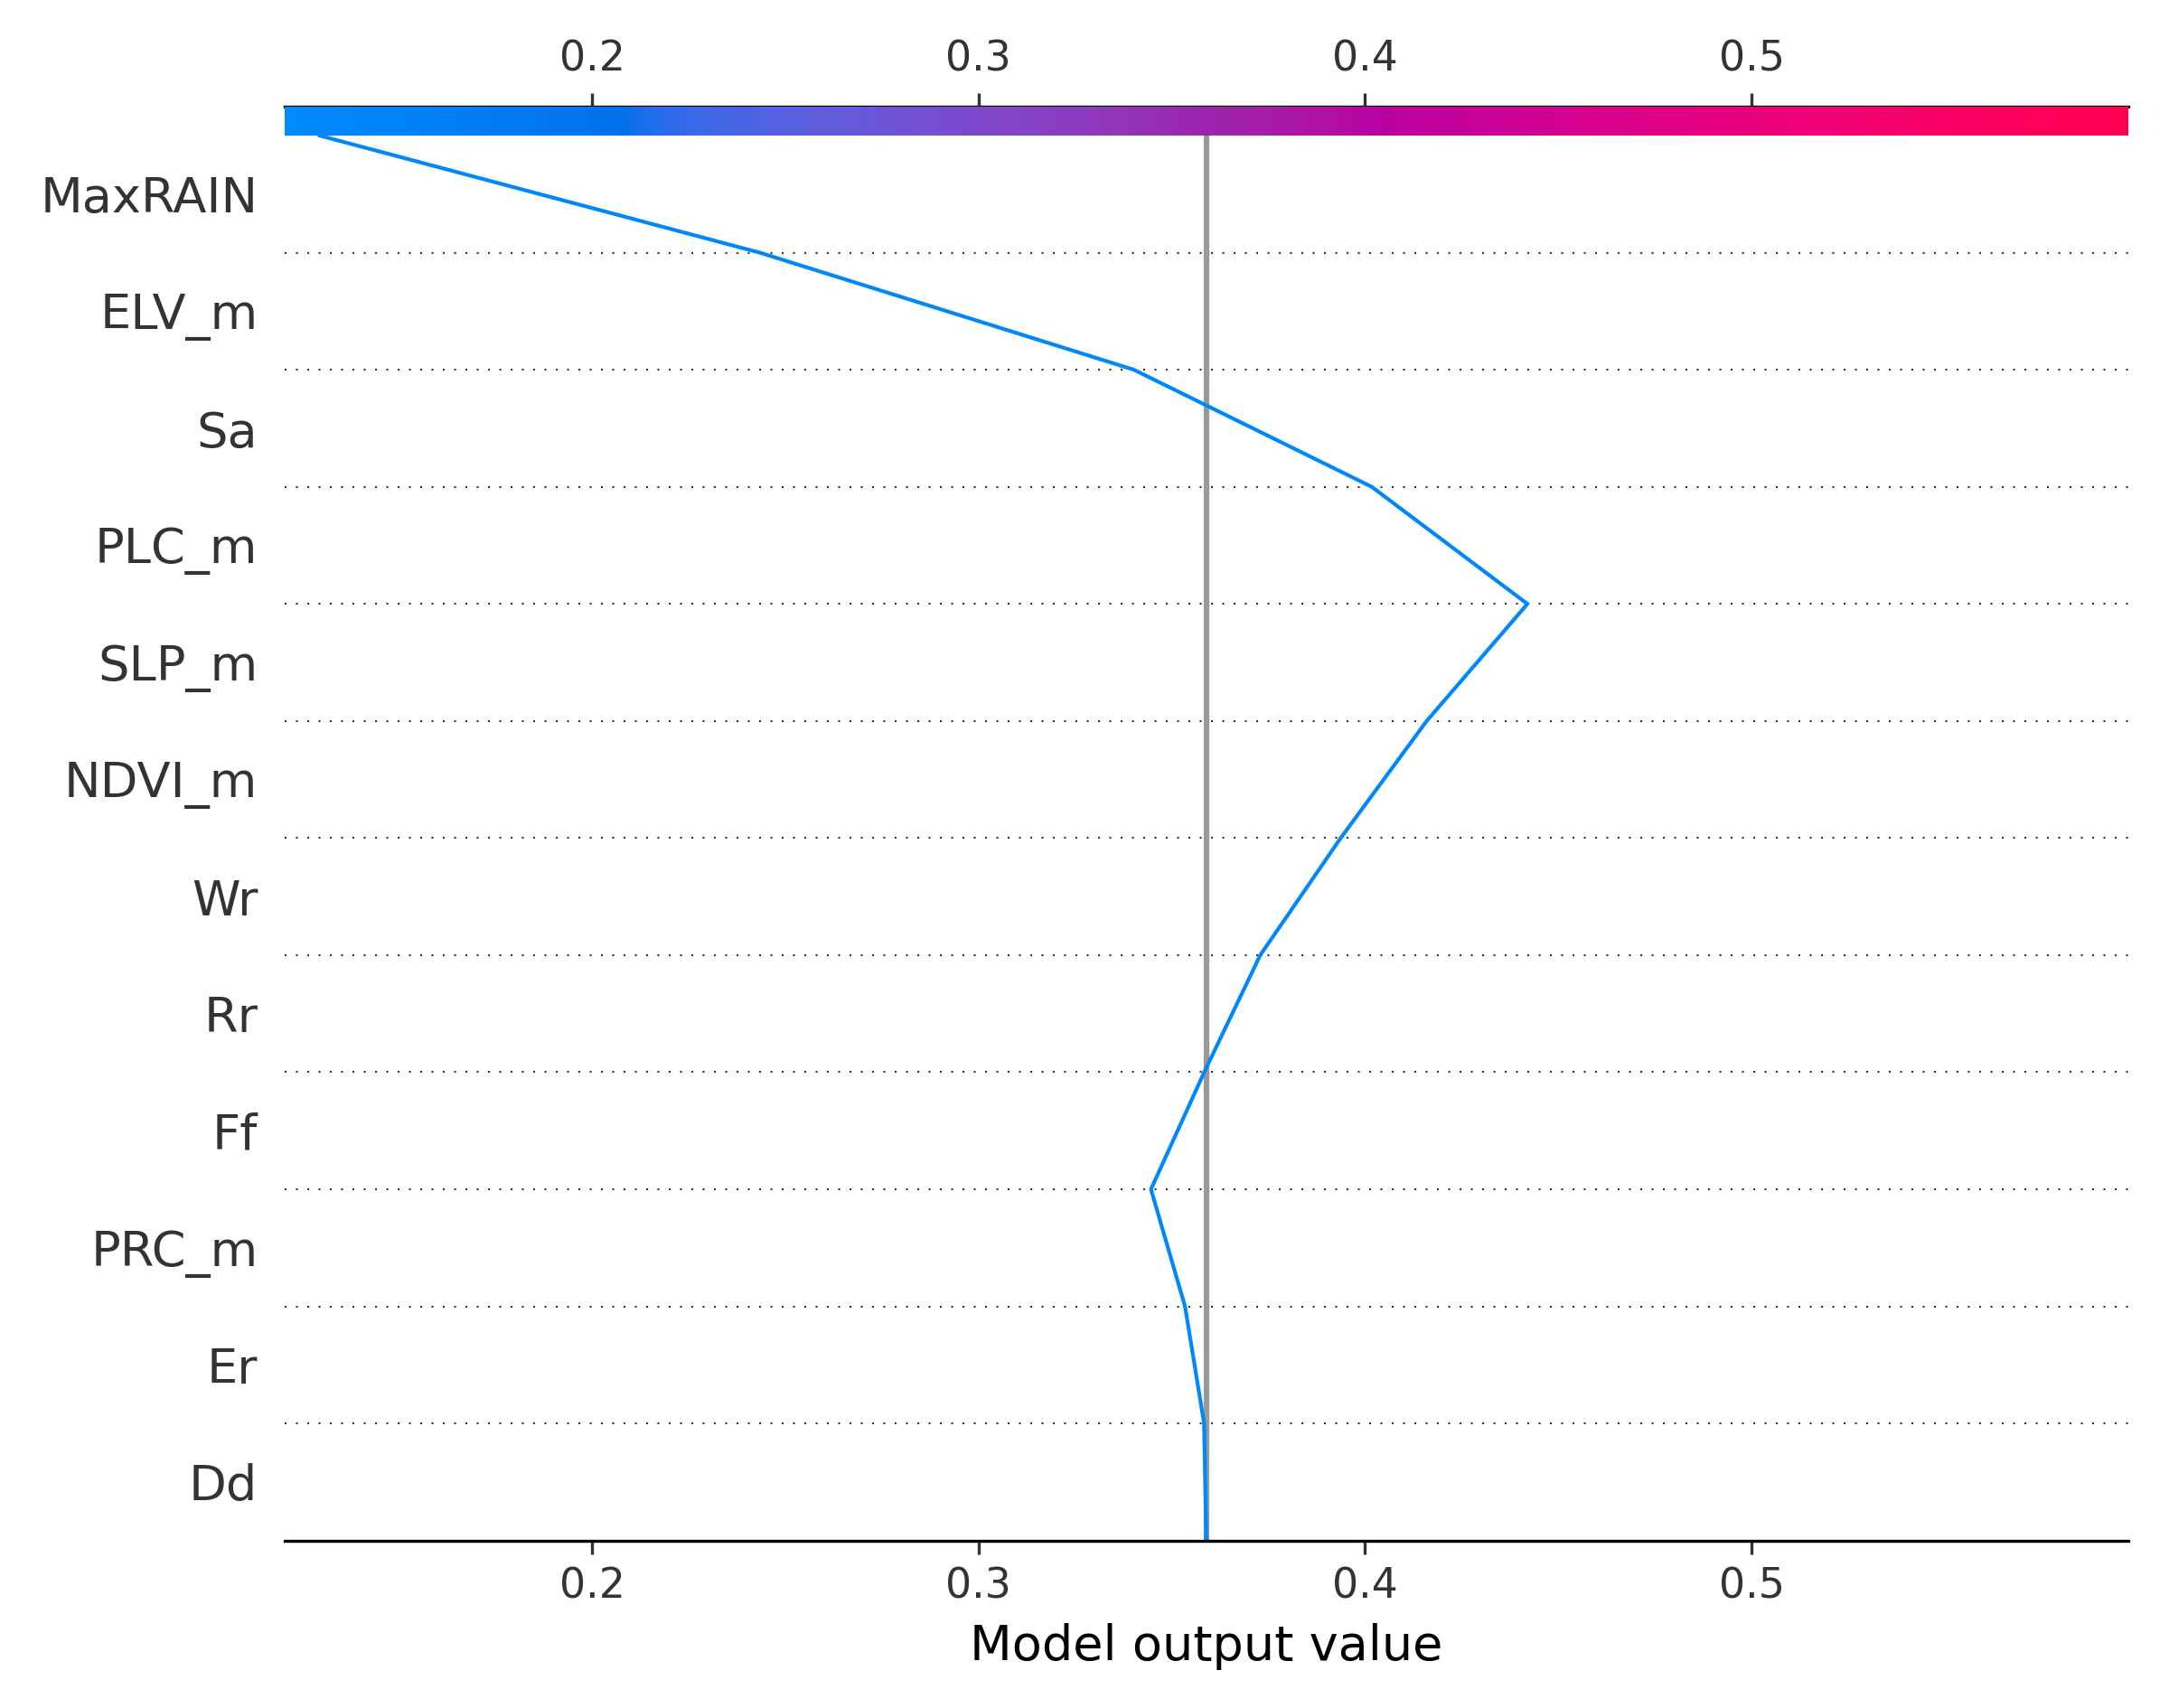 0.2 0.3 0.4 0.5
MaxRAIN
ELV_m
Sa
PLC_m
SLP_m
NDVI_m
Wr
Rr
Ff
PRC_m
Er
Dd
0.2 0.3 0.4 0.5
Model output value